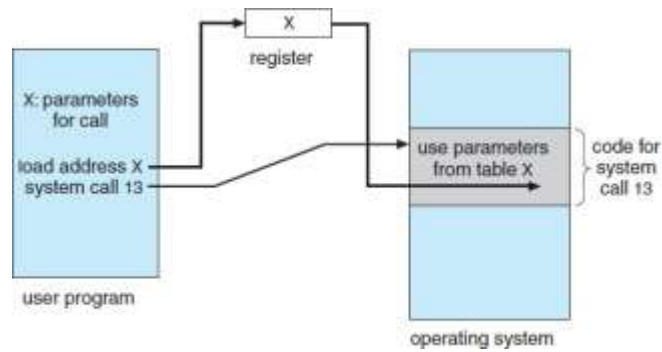 X
register
X: parameters
for call
load address X
system call 13
user program
use parameters
from table X
code for
system
call 13
operating system